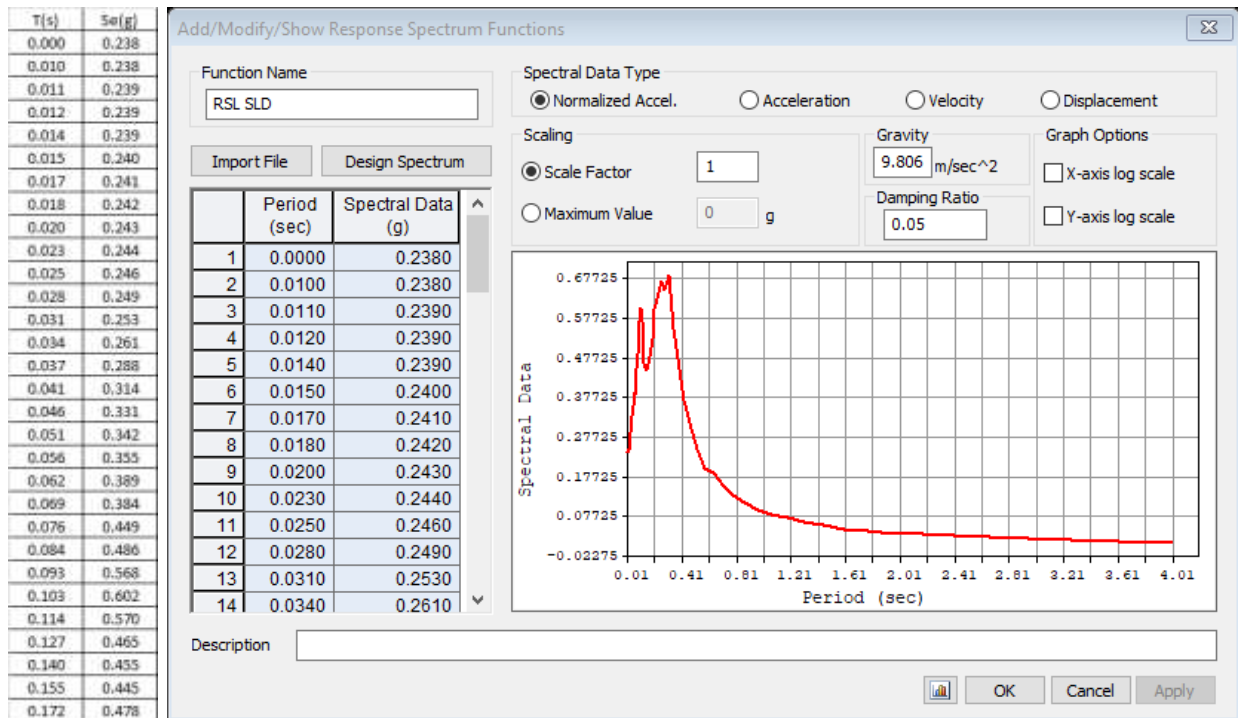 T(s) Se(g)
0.000 0.238
0.010 0.238
0.011 0.239
0.012 0.239
0.014 0.239
0.015 0.240
0.017 0.241
0.018 0.242
0.020 0.243
0.023 0.244
0.025 0.246
0.028 0.249
0.031 0.253
0.034 0.261
0.037 0.288
0.041 0.314
0.046 0.331
0.051 0.342
0.056 0.355
0.062 0.389
0.069 0.384
0.076 0.449
0.084 0.486
0.093 0.568
0.103 0.602
0.114 0.570
0.127 0.465
0.140 0.455
0.155 0.445
0.172 0.478
Add/Modify/Show Response Spectrum Functions
Function Name
RSL SLD
Import File Design Spectrum
Period (sec) Spectral Data (g)
1 0.0000 0.2380
2 0.0100 0.2380
3 0.0110 0.2390
4 0.0120 0.2390
5 0.0140 0.2390
6 0.0150 0.2400
7 0.0170 0.2410
8 0.0180 0.2420
9 0.0200 0.2430
10 0.0230 0.2440
11 0.0250 0.2460
12 0.0280 0.2490
13 0.0310 0.2530
14 0.0340 0.2610
Spectral Data Type
Normalized Accel. Acceleration Velocity Displacement
Scaling
Scale Factor 1
Maximum Value 0 g
Gravity
9.806 m/sec^2
Damping Ratio
0.05
Graph Options
X-axis log scale
Y-axis log scale
Spectral Data
0.67725
0.57725
0.47725
0.37725
0.27725
0.17725
0.07725
-0.02275
0.01 0.41 0.81 1.21 1.61 2.01 2.41 2.81 3.21 3.61 4.01
Period (sec)
Description
OK Cancel Apply